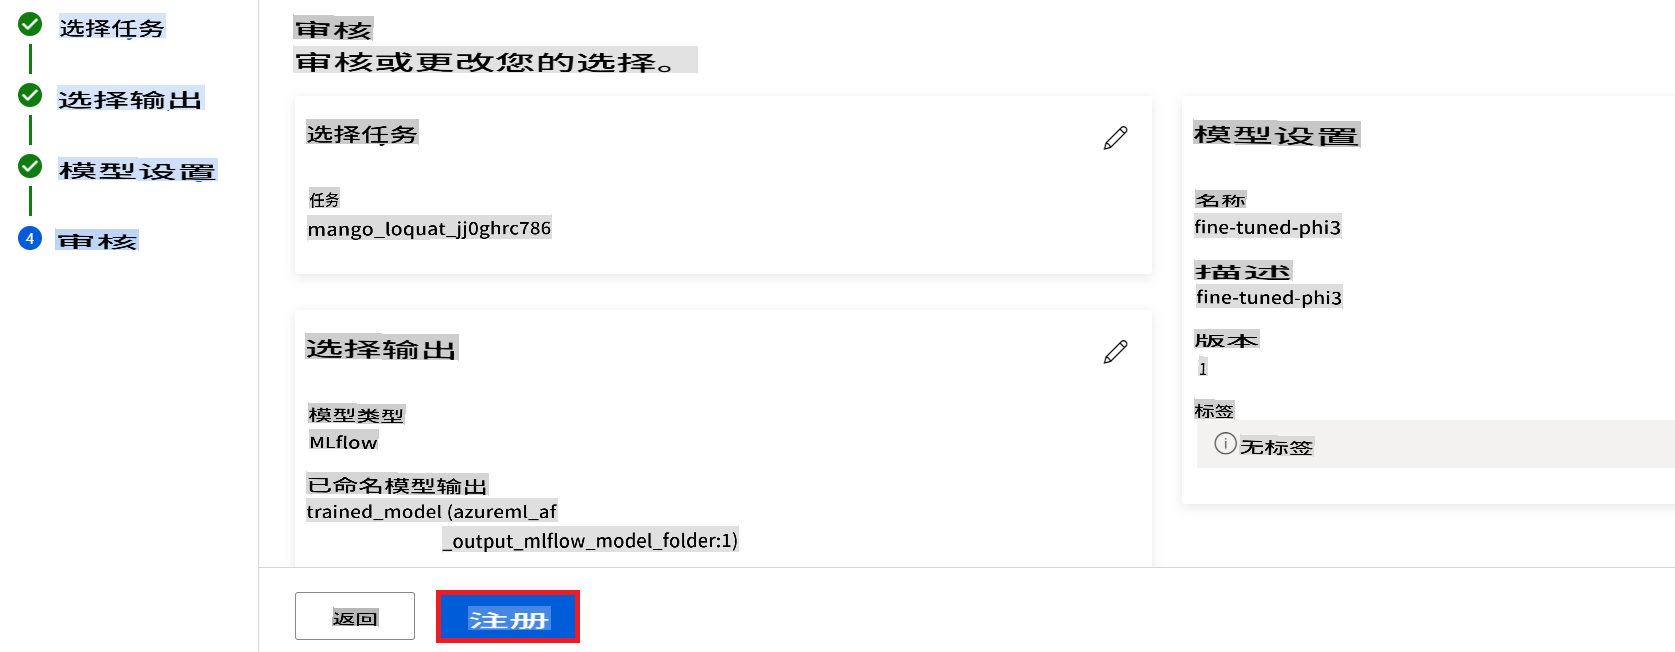 选择任务
选择输出
模型设置
4
审核
审核
审核或更改您的选择。
选择任务
任务
mango_loquat_jj0ghrc786
选择输出
模型类型
MLflow
已命名模型输出
trained_model (azureml_af
_output_mlflow_model_folder:1)
模型设置
名称
fine-tuned-phi3
描述
fine-tuned-phi3
版本
1
标签
无标签
返回
注册